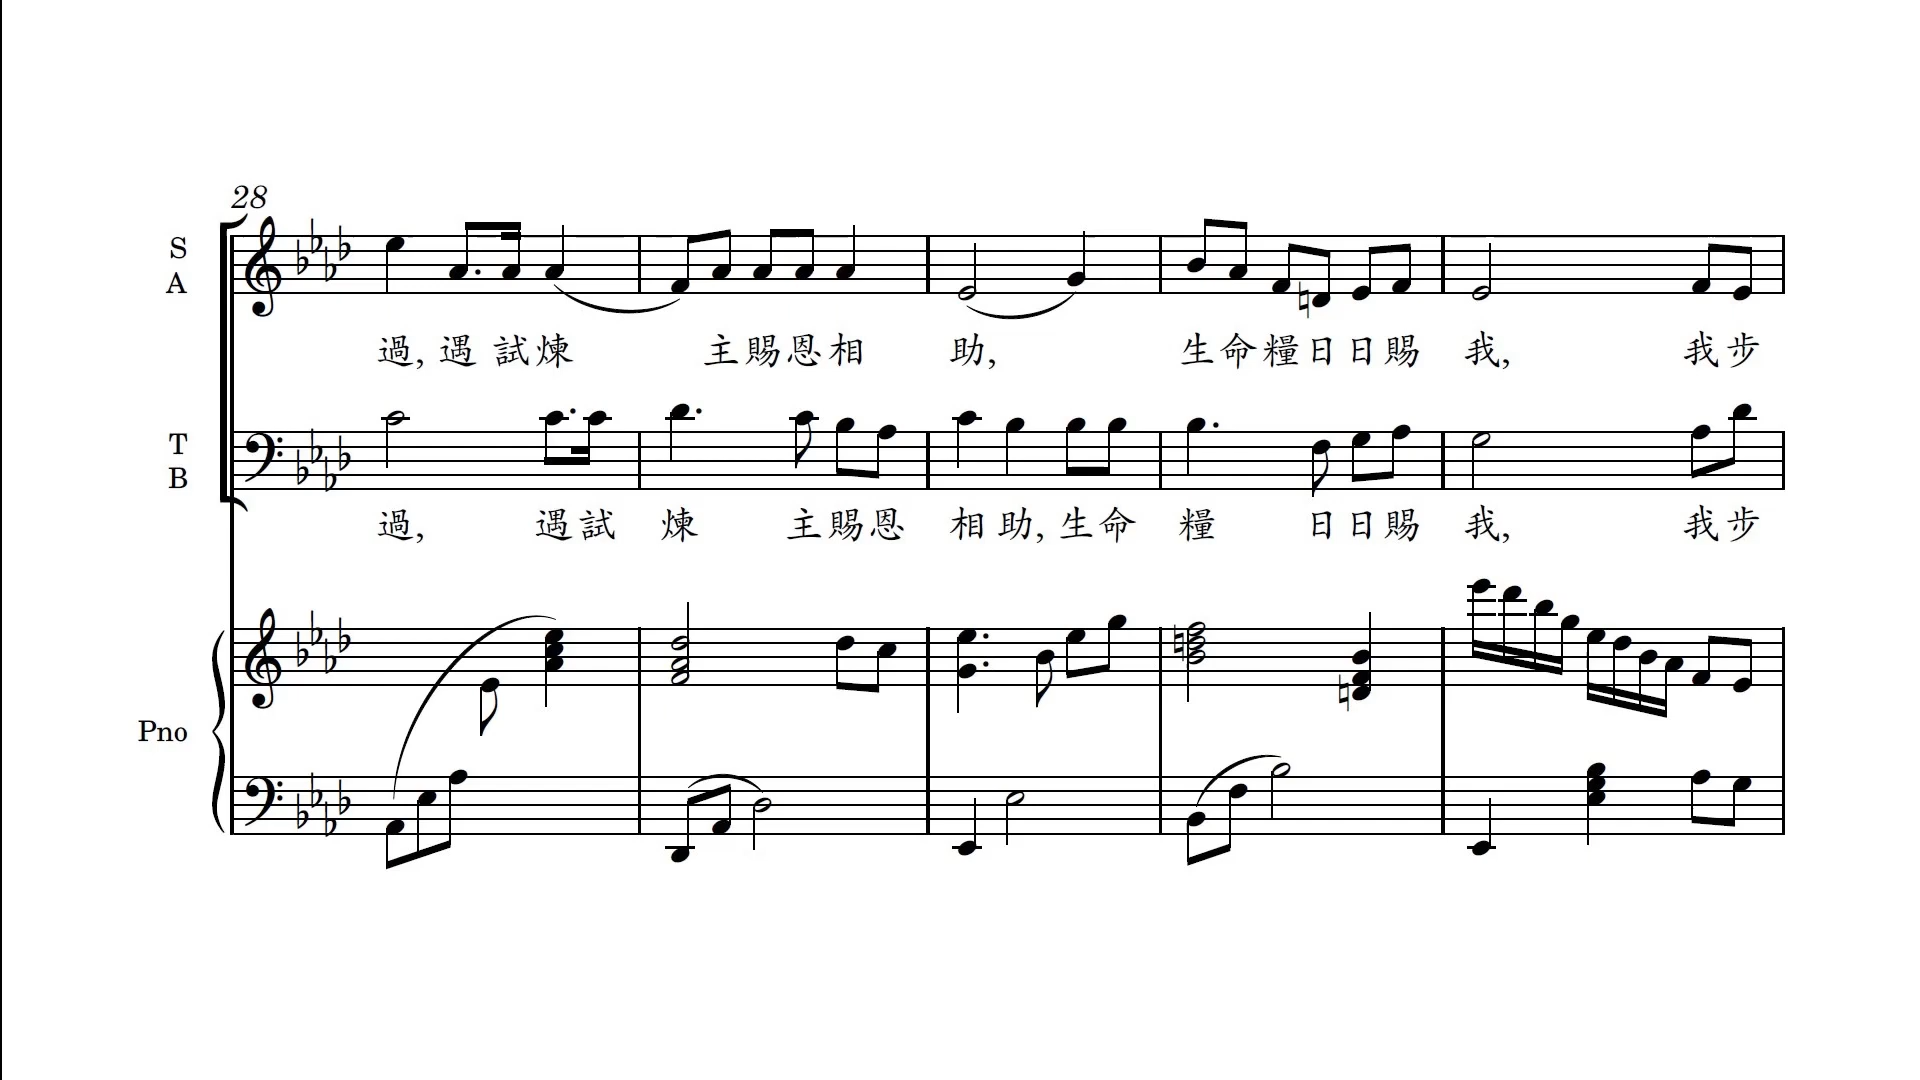 28
S
A
過, 遇 試 煉 主 賜 恩 相 助, 生 命 糧 日 日 賜 我, 我 步
T
B
過, 遇 試 煉 主 賜 恩 相 助, 生 命 糧 日 日 賜 我, 我 步
Pno